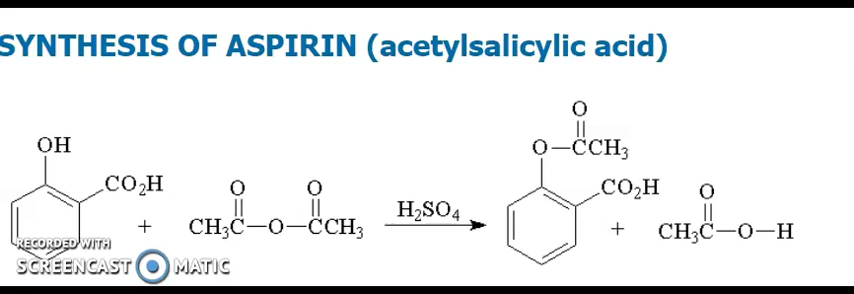 SYNTHESIS OF ASPIRIN (acetylsalicylic acid)
O
OH
O—CCH₃
CO₂H
O
O
H₂SO₄
CO₂H
O
+
CH₃C—O—CCH₃
+
CH₃C—O—H
RECORDED WITH
SCREENCAST MATIC